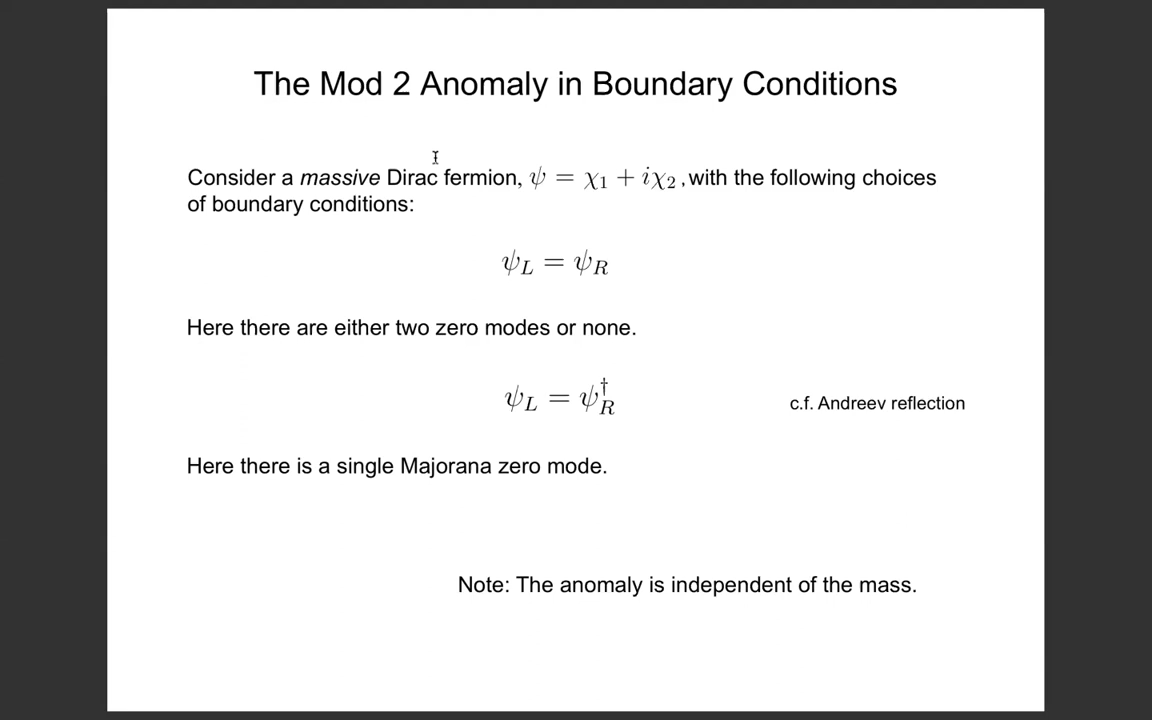 The Mod 2 Anomaly in Boundary Conditions
Consider a massive Dirac fermion, ψ = χ₁ + iχ₂ , with the following choices
of boundary conditions:
ψ_L = ψ_R
Here there are either two zero modes or none.
ψ_L = ψ_R^†
c.f. Andreev reflection
Here there is a single Majorana zero mode.
Note: The anomaly is independent of the mass.